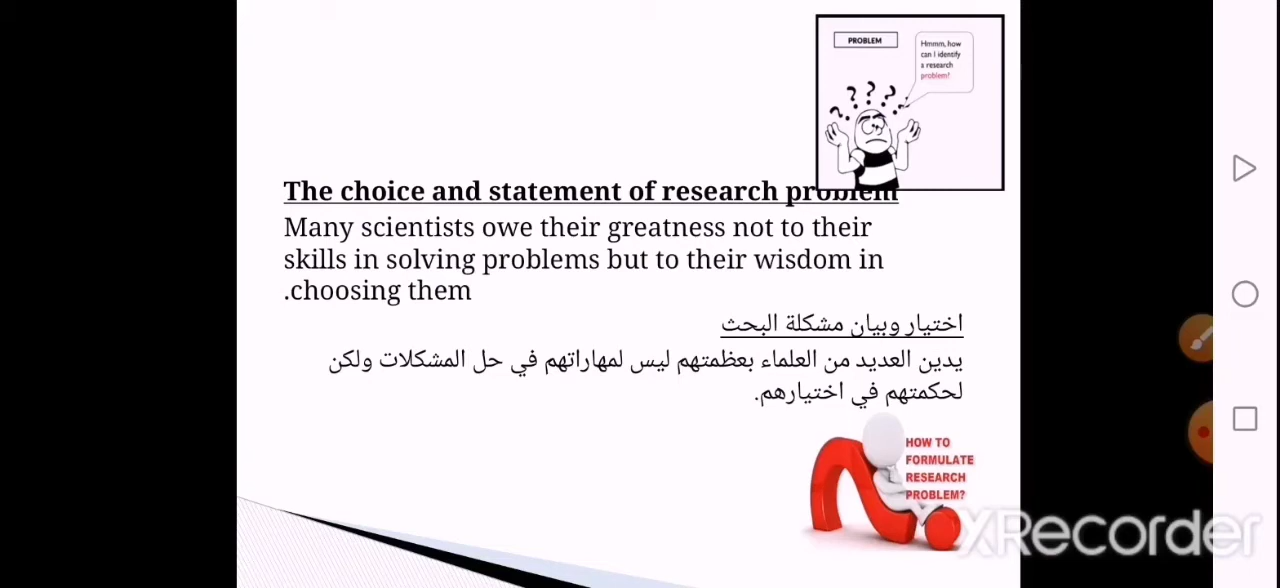 PROBLEM
Hmmm, how
can I identify
a research
problem?
The choice and statement of research problem
Many scientists owe their greatness not to their
skills in solving problems but to their wisdom in
.choosing them
اختيار وبيان مشكلة البحث
يدين العديد من العلماء بعظمتهم ليس لمهاراتهم في حل المشكلات ولكن
لحكمتهم في اختيارهم.
HOW TO
FORMULATE
RESEARCH
PROBLEM?
XRecorder